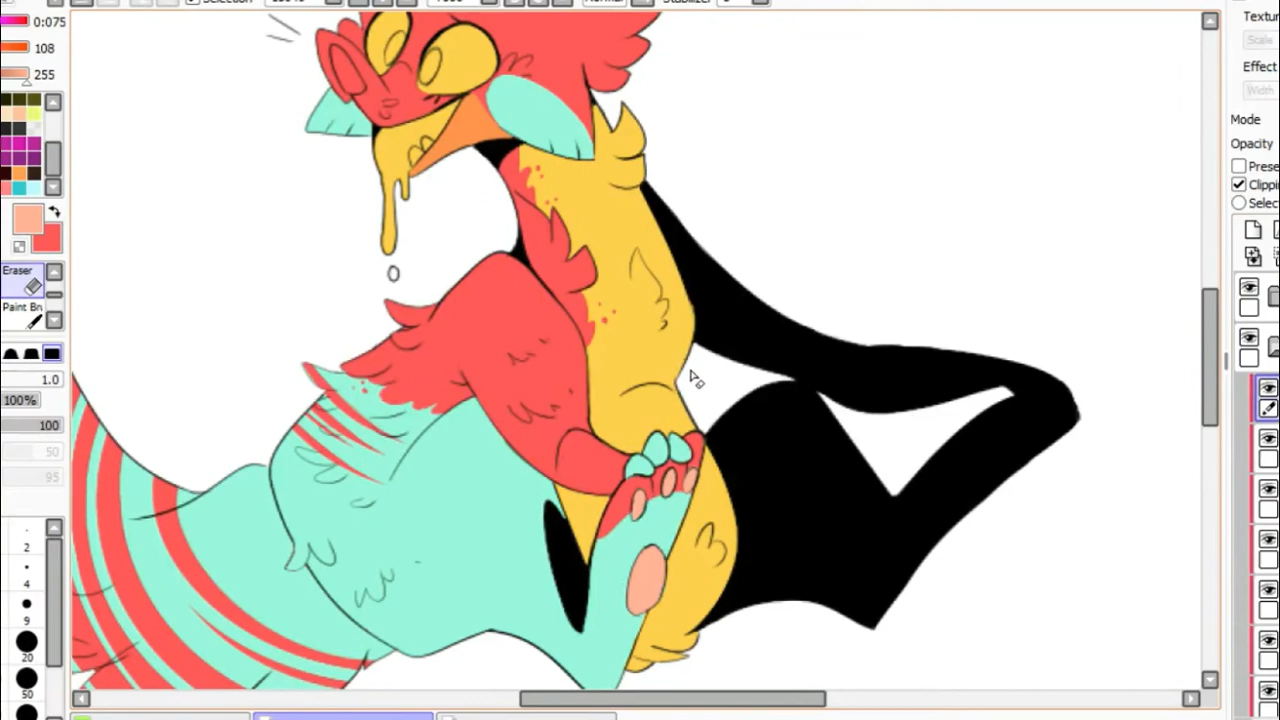 Selection
Normal
Stabilizer
0:075
108
255
Textur
Scale
Effect
Width
Mode
Opacity
Prese
Clippi
Selec
Eraser
Paint Br
1.0
100%
100
50
95
2
4
9
20
50